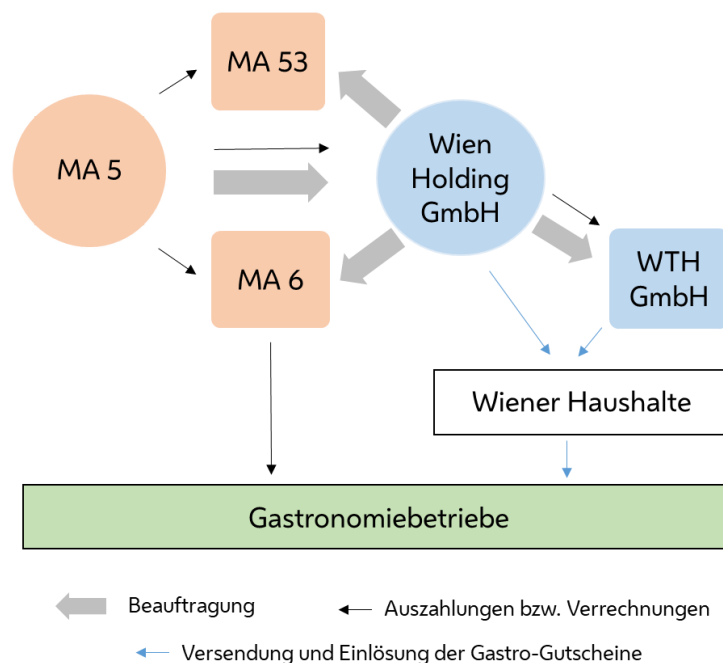 MA 53
MA 5
Wien
Holding
GmbH
MA 6
WTH
GmbH
Wiener Haushalte
Gastronomiebetriebe
Beauftragung
Auszahlungen bzw. Verrechnungen
Versendung und Einlösung der Gastro-Gutscheine